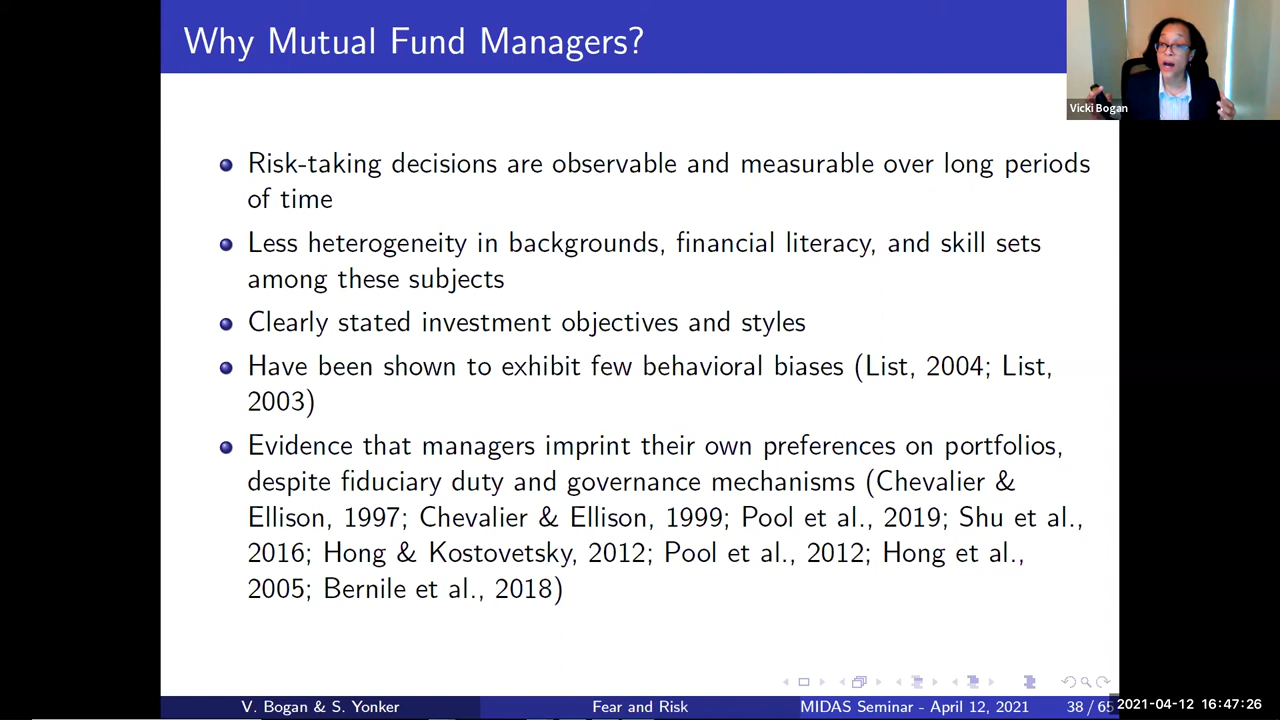 Why Mutual Fund Managers?
Vicki Bogan
Risk-taking decisions are observable and measurable over long periods
of time
Less heterogeneity in backgrounds, financial literacy, and skill sets
among these subjects
Clearly stated investment objectives and styles
Have been shown to exhibit few behavioral biases (List, 2004; List,
2003)
Evidence that managers imprint their own preferences on portfolios,
despite fiduciary duty and governance mechanisms (Chevalier &
Ellison, 1997; Chevalier & Ellison, 1999; Pool et al., 2019; Shu et al.,
2016; Hong & Kostovetsky, 2012; Pool et al., 2012; Hong et al.,
2005; Bernile et al., 2018)
V. Bogan & S. Yonker Fear and Risk MIDAS Seminar - April 12, 2021 38 / 65 2021-04-12 16:47:26